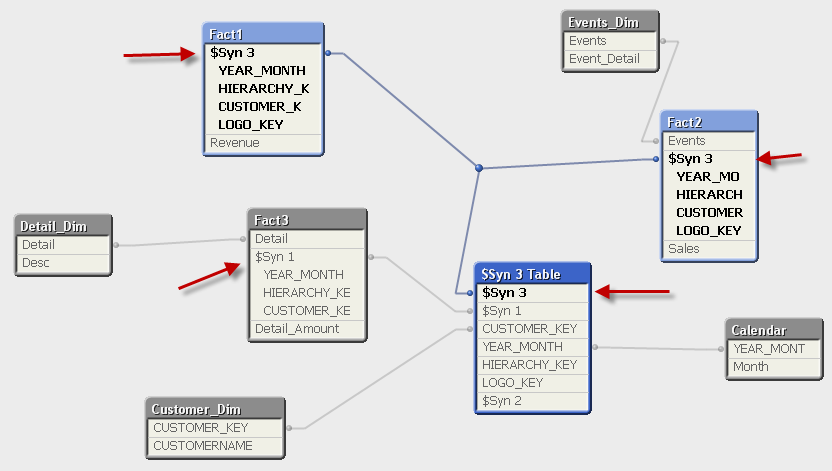 Fact1
$Syn 3
YEAR_MONTH
HIERARCHY_K
CUSTOMER_K
LOGO_KEY
Revenue
Events_Dim
Events
Event_Detail
Fact2
Events
$Syn 3
YEAR_MO
HIERARCH
CUSTOMER
LOGO_KEY
Sales
Detail_Dim
Detail
Desc
Fact3
Detail
$Syn 1
YEAR_MONTH
HIERARCHY_KE
CUSTOMER_KE
Detail_Amount
$Syn 3 Table
$Syn 3
$Syn 1
CUSTOMER_KEY
YEAR_MONTH
HIERARCHY_KEY
LOGO_KEY
$Syn 2
Calendar
YEAR_MONT
Month
Customer_Dim
CUSTOMER_KEY
CUSTOMERNAME